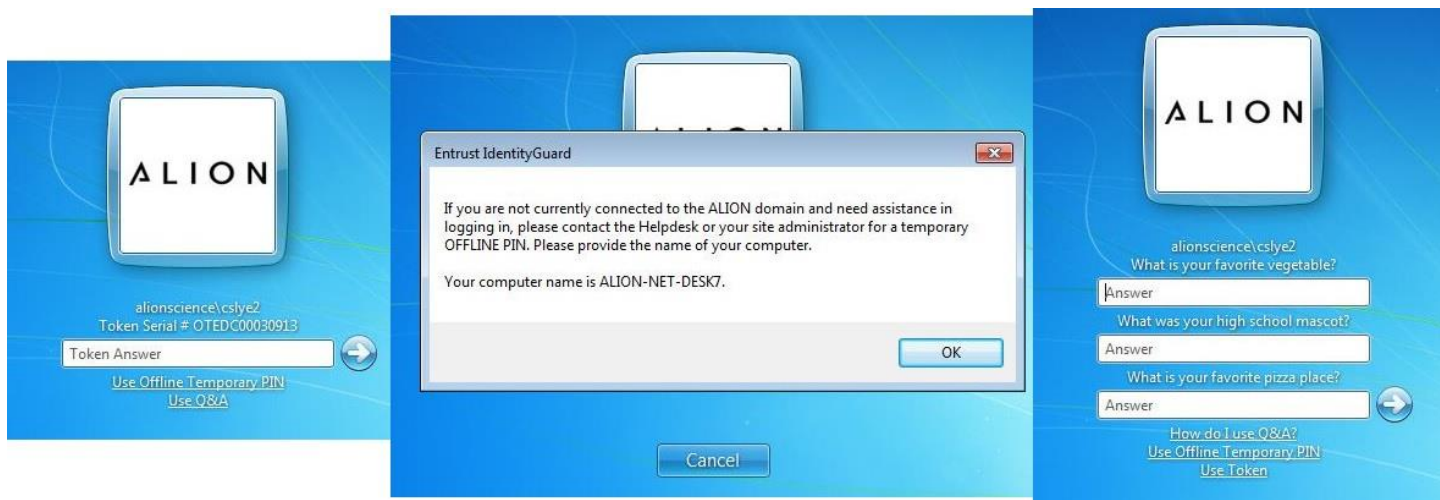 ALION
alionscience\cslye2
Token Serial # OTEDC00030913
Token Answer
Use Offline Temporary PIN
Use Q&A
Entrust IdentityGuard
If you are not currently connected to the ALION domain and need assistance in
logging in, please contact the Helpdesk or your site administrator for a temporary
OFFLINE PIN. Please provide the name of your computer.
Your computer name is ALION-NET-DESK7.
OK
Cancel
ALION
alionscience\cslye2
What is your favorite vegetable?
Answer
What was your high school mascot?
Answer
What is your favorite pizza place?
Answer
How do I use Q&A?
Use Offline Temporary PIN
Use Token